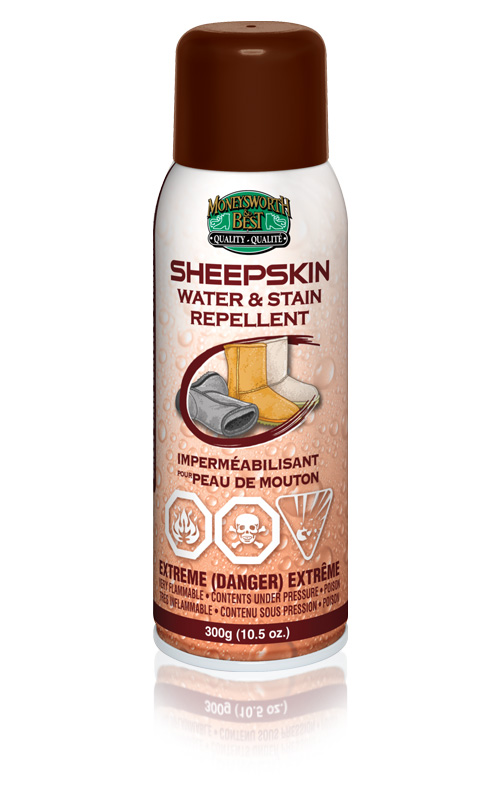 MONEYSWORTH
& BEST
• QUALITY - QUALITÉ •
SHEEPSKIN
WATER & STAIN
REPELLENT
IMPERMÉABILISANT
POUR PEAU DE MOUTON
EXTREME (DANGER) EXTRÊME
VERY FLAMMABLE • CONTENTS UNDER PRESSURE • POISON
TRÈS INFLAMMABLE • CONTENU SOUS PRESSION • POISON
300g (10.5 oz.)